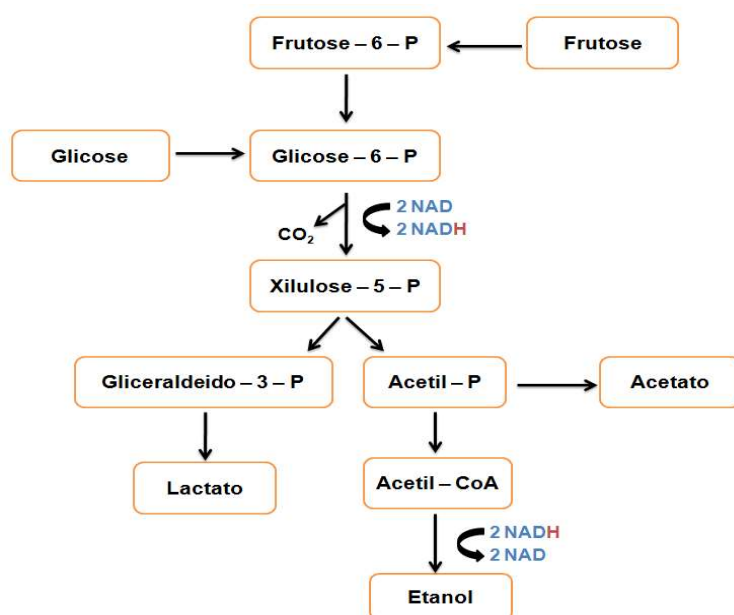 Frutose – 6 – P
Frutose
Glicose
Glicose – 6 – P
CO₂
2 NAD
2 NADH
Xilulose – 5 – P
Gliceraldeido – 3 – P
Acetil – P
Acetato
Lactato
Acetil – CoA
2 NADH
2 NAD
Etanol